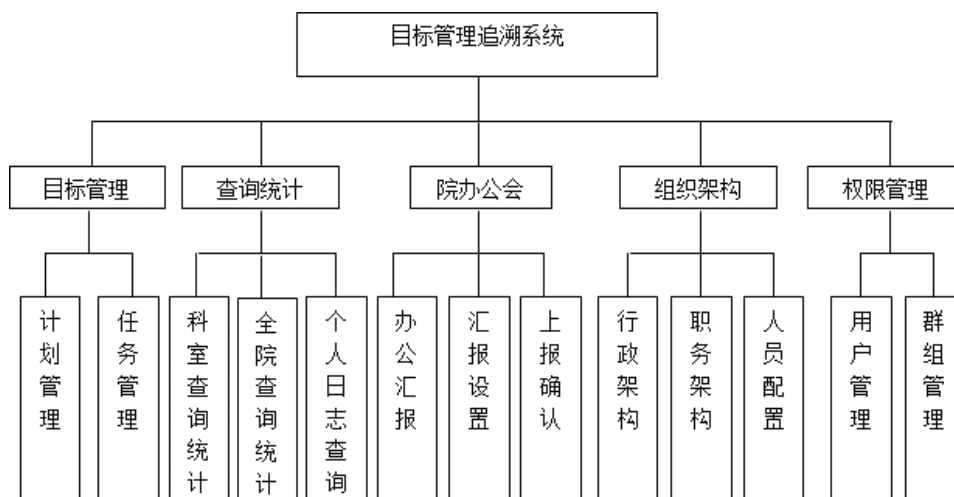 目标管理追溯系统
目标管理
查询统计
院办公会
组织架构
权限管理
计划管理
任务管理
科室查询统计
全院查询统计
个人日志查询
办公汇报
汇报设置
上报确认
行政架构
职务架构
人员配置
用户管理
群组管理